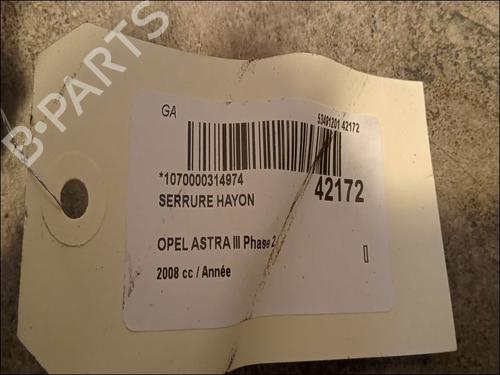 B-PARTS
GA
53491201 42172
*1070000314974
42172
SERRURE HAYON
OPEL ASTRA III Phase 2
2008 cc / Année